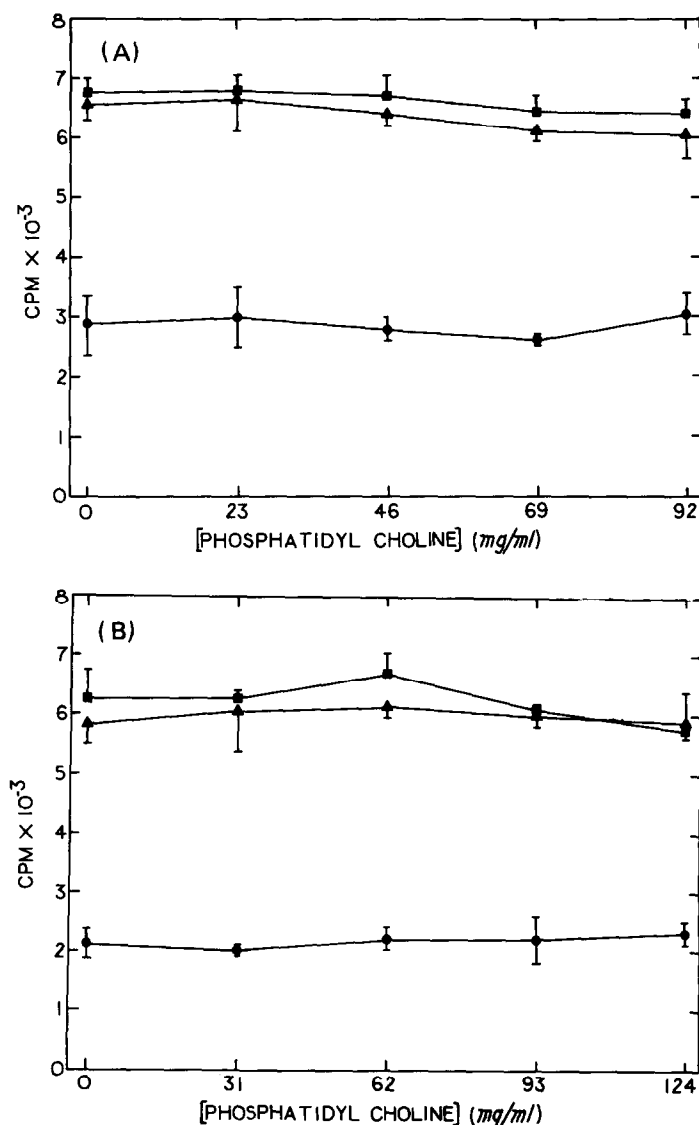 (A)
8
7
6
5
4
3
2
1
0
CPM × 10⁻³
0 23 46 69 92
[PHOSPHATIDYL CHOLINE] (mg/ml)
(B)
8
7
6
5
4
3
2
1
0
CPM × 10⁻³
0 31 62 93 124
[PHOSPHATIDYL CHOLINE] (mg/ml)